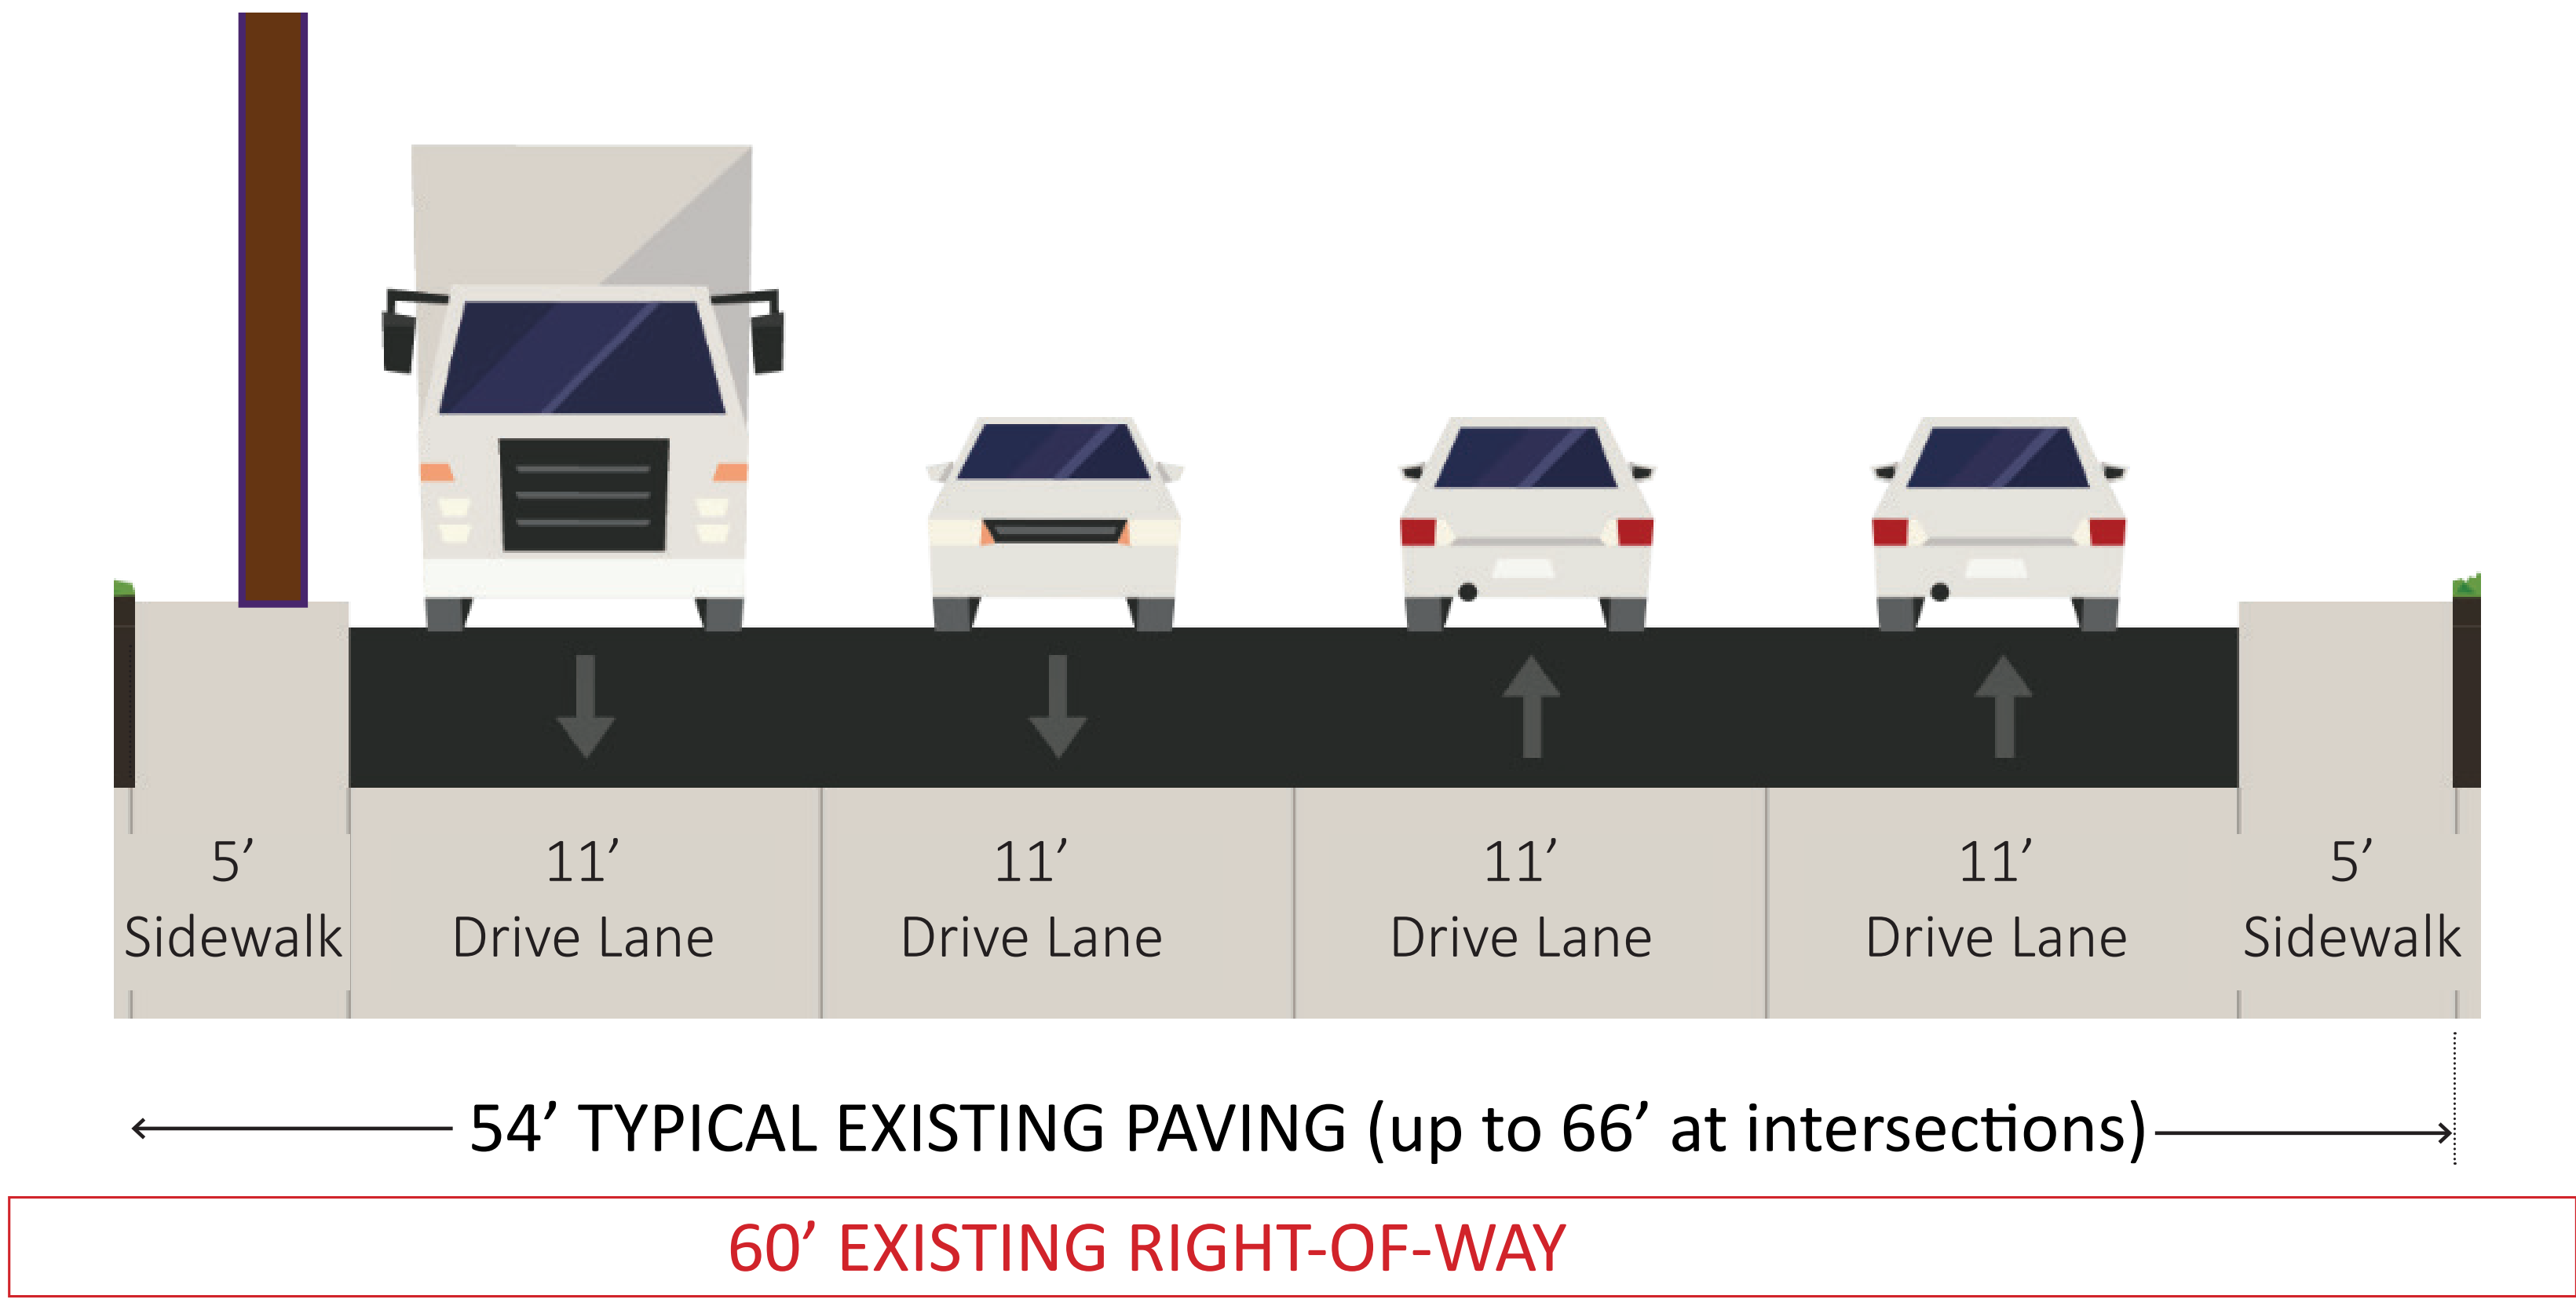 5’
Sidewalk
11’
Drive Lane
11’
Drive Lane
11’
Drive Lane
11’
Drive Lane
5’
Sidewalk
54’ TYPICAL EXISTING PAVING (up to 66’ at intersections)
60’ EXISTING RIGHT-OF-WAY